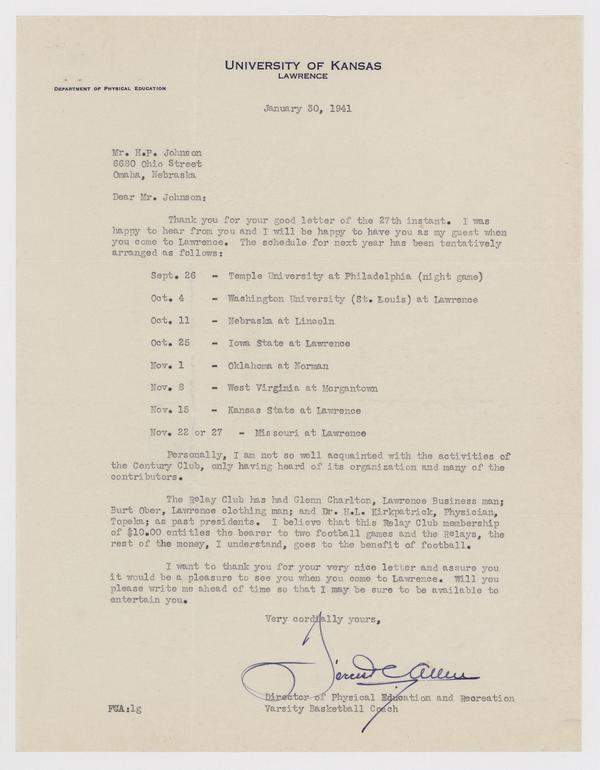 UNIVERSITY OF KANSAS
LAWRENCE
DEPARTMENT OF PHYSICAL EDUCATION
January 30, 1941
Mr. H.P. Johnson
6680 Ohio Street
Omaha, Nebraska
Dear Mr. Johnson:
Thank you for your good letter of the 27th instant. I was
happy to hear from you and I will be happy to have you as my guest when
you come to Lawrence. The schedule for next year has been tentatively
arranged as follows:
Sept. 26 - Temple University at Philadelphia (night game)
Oct. 4 - Washington University (St. Louis) at Lawrence
Oct. 11 - Nebraska at Lincoln
Oct. 25 - Iowa State at Lawrence
Nov. 1 - Oklahoma at Norman
Nov. 8 - West Virginia at Morgantown
Nov. 15 - Kansas State at Lawrence
Nov. 22 or 27 - Missouri at Lawrence
Personally, I am not so well acquainted with the activities of
the Century Club, only having heard of its organization and many of the
contributors.
The Relay Club has had Glenn Charlton, Lawrence Business man;
Burt Ober, Lawrence clothing man; and Dr. H.L. Kirkpatrick, Physician,
Topeka; as past presidents. I believe that this Relay Club membership
of $10.00 entitles the bearer to two football games and the Relays, the
rest of the money, I understand, goes to the benefit of football.
I want to thank you for your very nice letter and assure you
it would be a pleasure to see you when you come to Lawrence. Will you
please write me ahead of time so that I may be sure to be available to
entertain you.
Very cordially yours,
Forrest C Allen
Director of Physical Education and Recreation
FCA:lg Varsity Basketball Coach